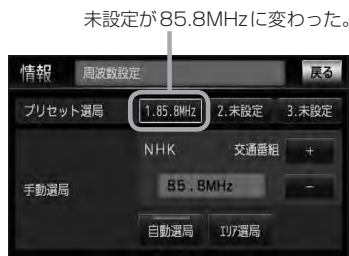 未設定が85.8MHzに変わった。
情報 周波数設定 戻る
プリセット選局 1.85.8MHz 2.未設定 3.未設定
NHK 交通番組 +
手動選局 85.8MHz -
自動選局 エリア選局